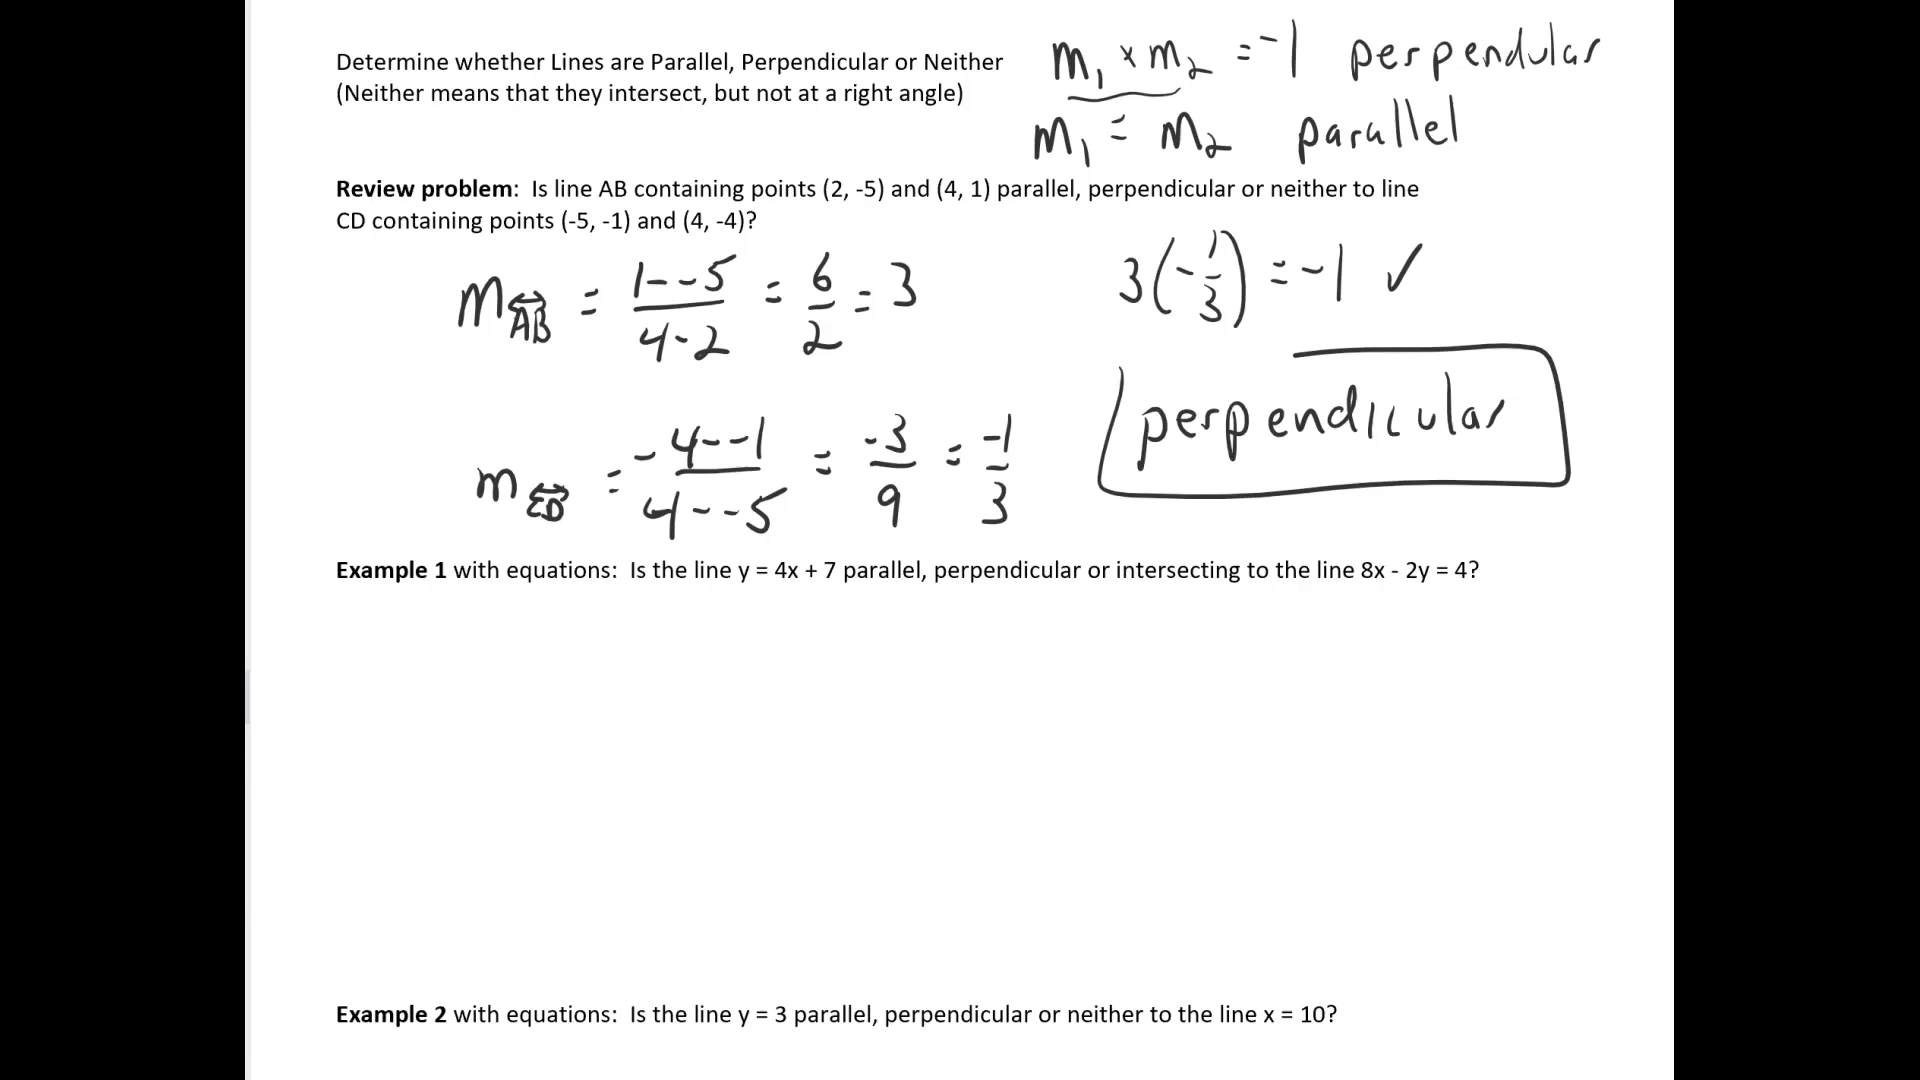 Determine whether Lines are Parallel, Perpendicular or Neither
(Neither means that they intersect, but not at a right angle)
m₁ × m₂ = -1 perpendular
m₁ = m₂ parallel
Review problem: Is line AB containing points (2, -5) and (4, 1) parallel, perpendicular or neither to line
CD containing points (-5, -1) and (4, -4)?
m AB = 1--5 / 4-2 = 6/2 = 3
3(-1/3) = -1 ✓
m CD = -4--1 / 4--5 = -3/9 = -1/3
perpendicular
Example 1 with equations: Is the line y = 4x + 7 parallel, perpendicular or intersecting to the line 8x - 2y = 4?
Example 2 with equations: Is the line y = 3 parallel, perpendicular or neither to the line x = 10?